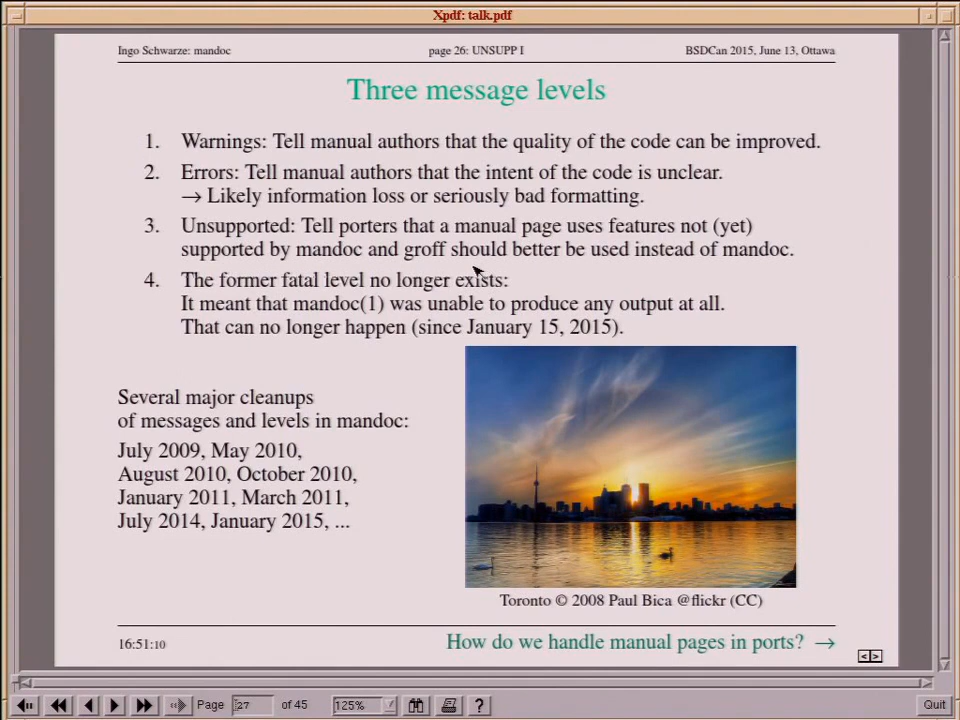 Xpdf: talk.pdf
Ingo Schwarze: mandoc page 26: UNSUPP I BSDCan 2015, June 13, Ottawa
Three message levels
1. Warnings: Tell manual authors that the quality of the code can be improved.
2. Errors: Tell manual authors that the intent of the code is unclear.
→ Likely information loss or seriously bad formatting.
3. Unsupported: Tell porters that a manual page uses features not (yet)
supported by mandoc and groff should better be used instead of mandoc.
4. The former fatal level no longer exists:
It meant that mandoc(1) was unable to produce any output at all.
That can no longer happen (since January 15, 2015).
Several major cleanups
of messages and levels in mandoc:
July 2009, May 2010,
August 2010, October 2010,
January 2011, March 2011,
July 2014, January 2015, ...
Toronto © 2008 Paul Bica @flickr (CC)
16:51:10 How do we handle manual pages in ports? →
Page 27 of 45 125% ? Quit